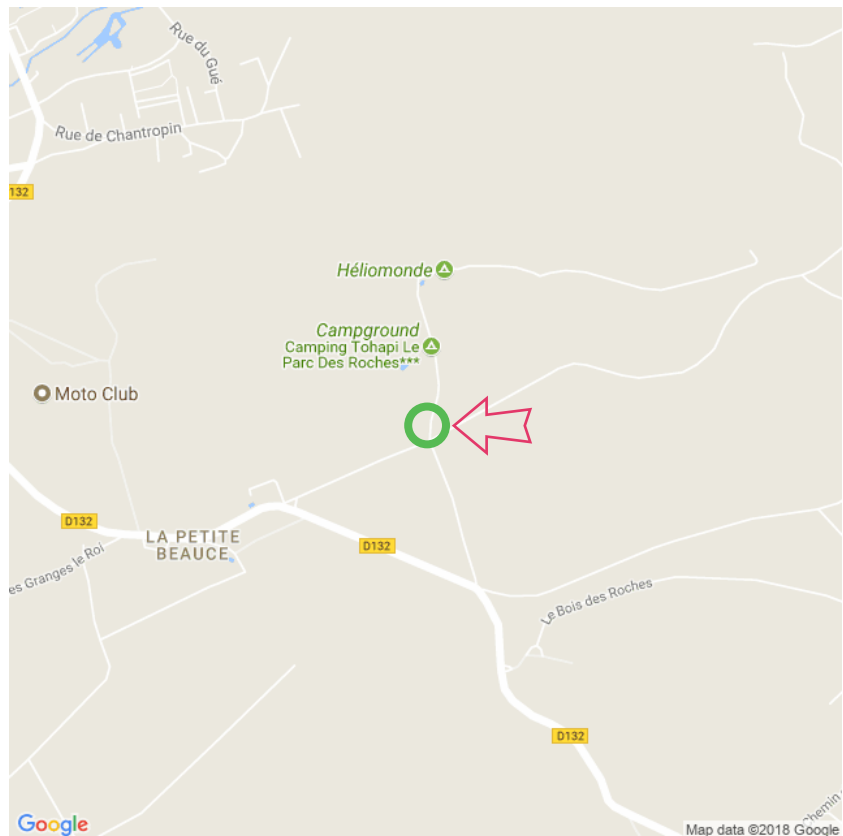 Rue du Gué
Rue de Chantropin
132
Héliomonde
Campground
Camping Tohapi Le
Parc Des Roches***
Moto Club
D132
LA PETITE
BEAUCE
D132
es Granges le Roi
Le Bois des Roches
D132
Chemin
Google
Map data ©2018 Google